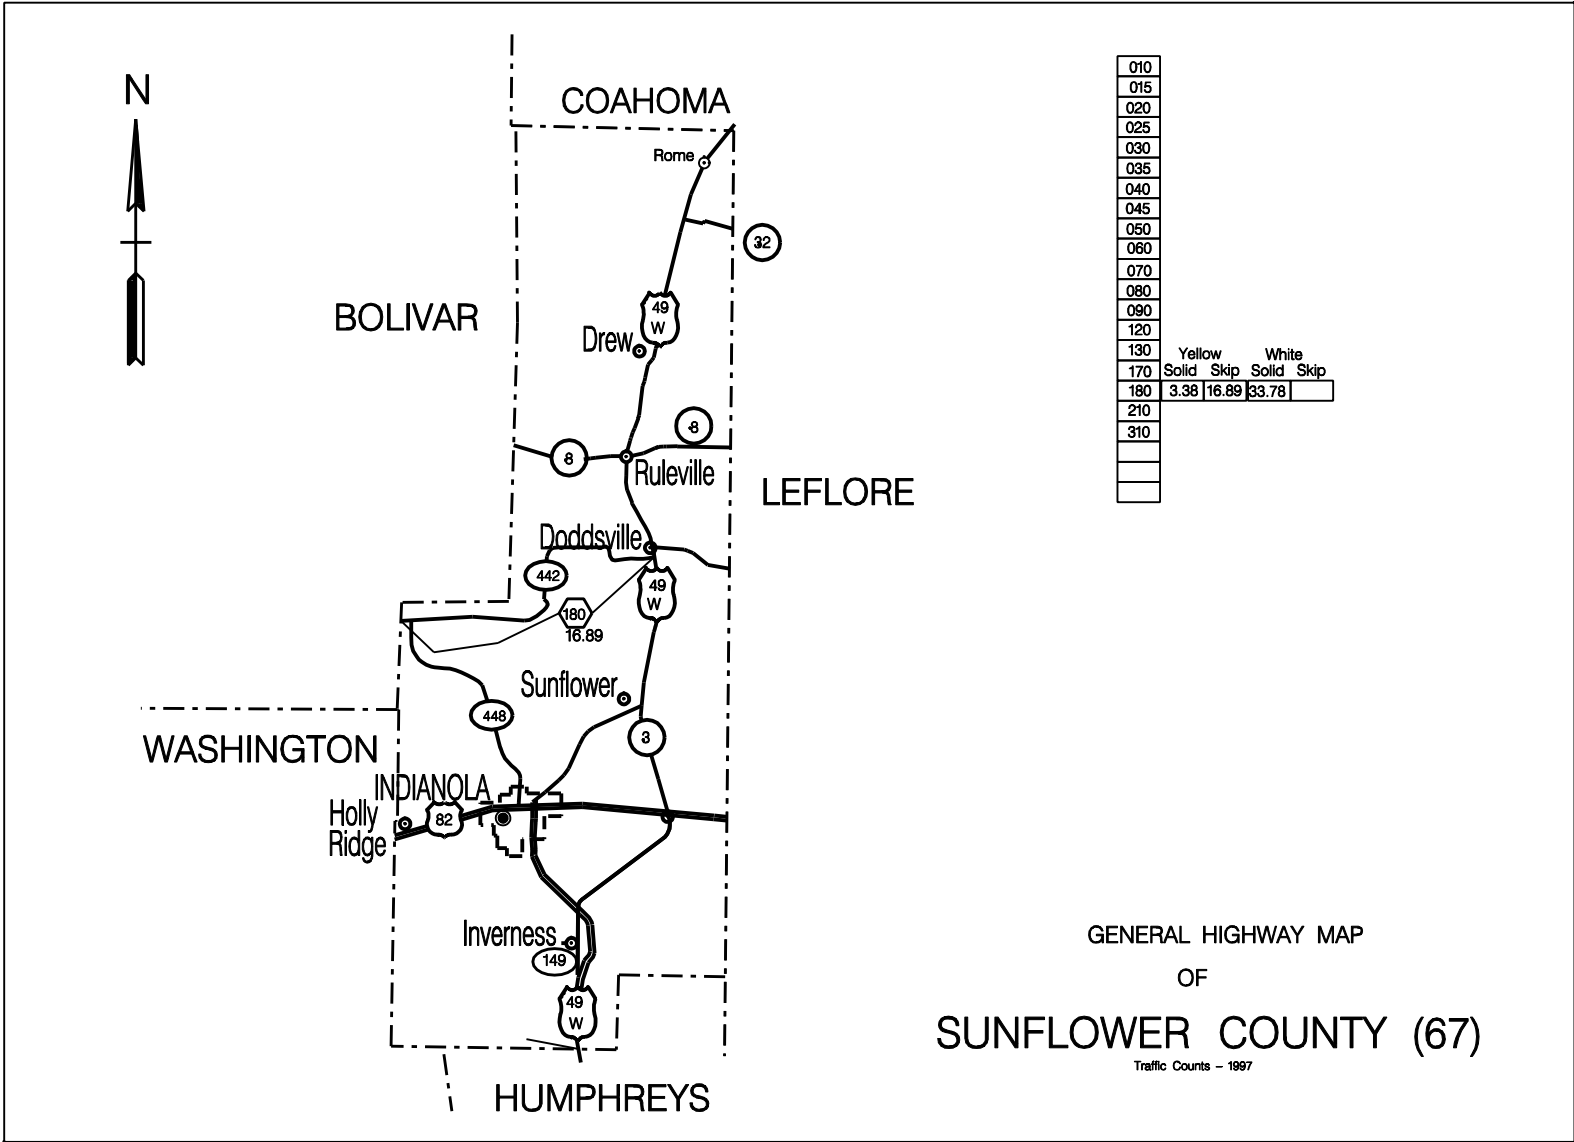 N
COAHOMA
Rome
32
BOLIVAR
49
W
Drew
8
8
Ruleville
LEFLORE
Doddsville
442
49
W
180
16.89
Sunflower
448
3
WASHINGTON
INDIANOLA
Holly
Ridge
82
Inverness
149
49
W
HUMPHREYS
010
015
020
025
030
035
040
045
050
060
070
080
090
120
130 Yellow White
170 Solid Skip Solid Skip
180 3.38 16.89 33.78
210
310
GENERAL HIGHWAY MAP
OF
SUNFLOWER COUNTY (67)
Traffic Counts - 1997